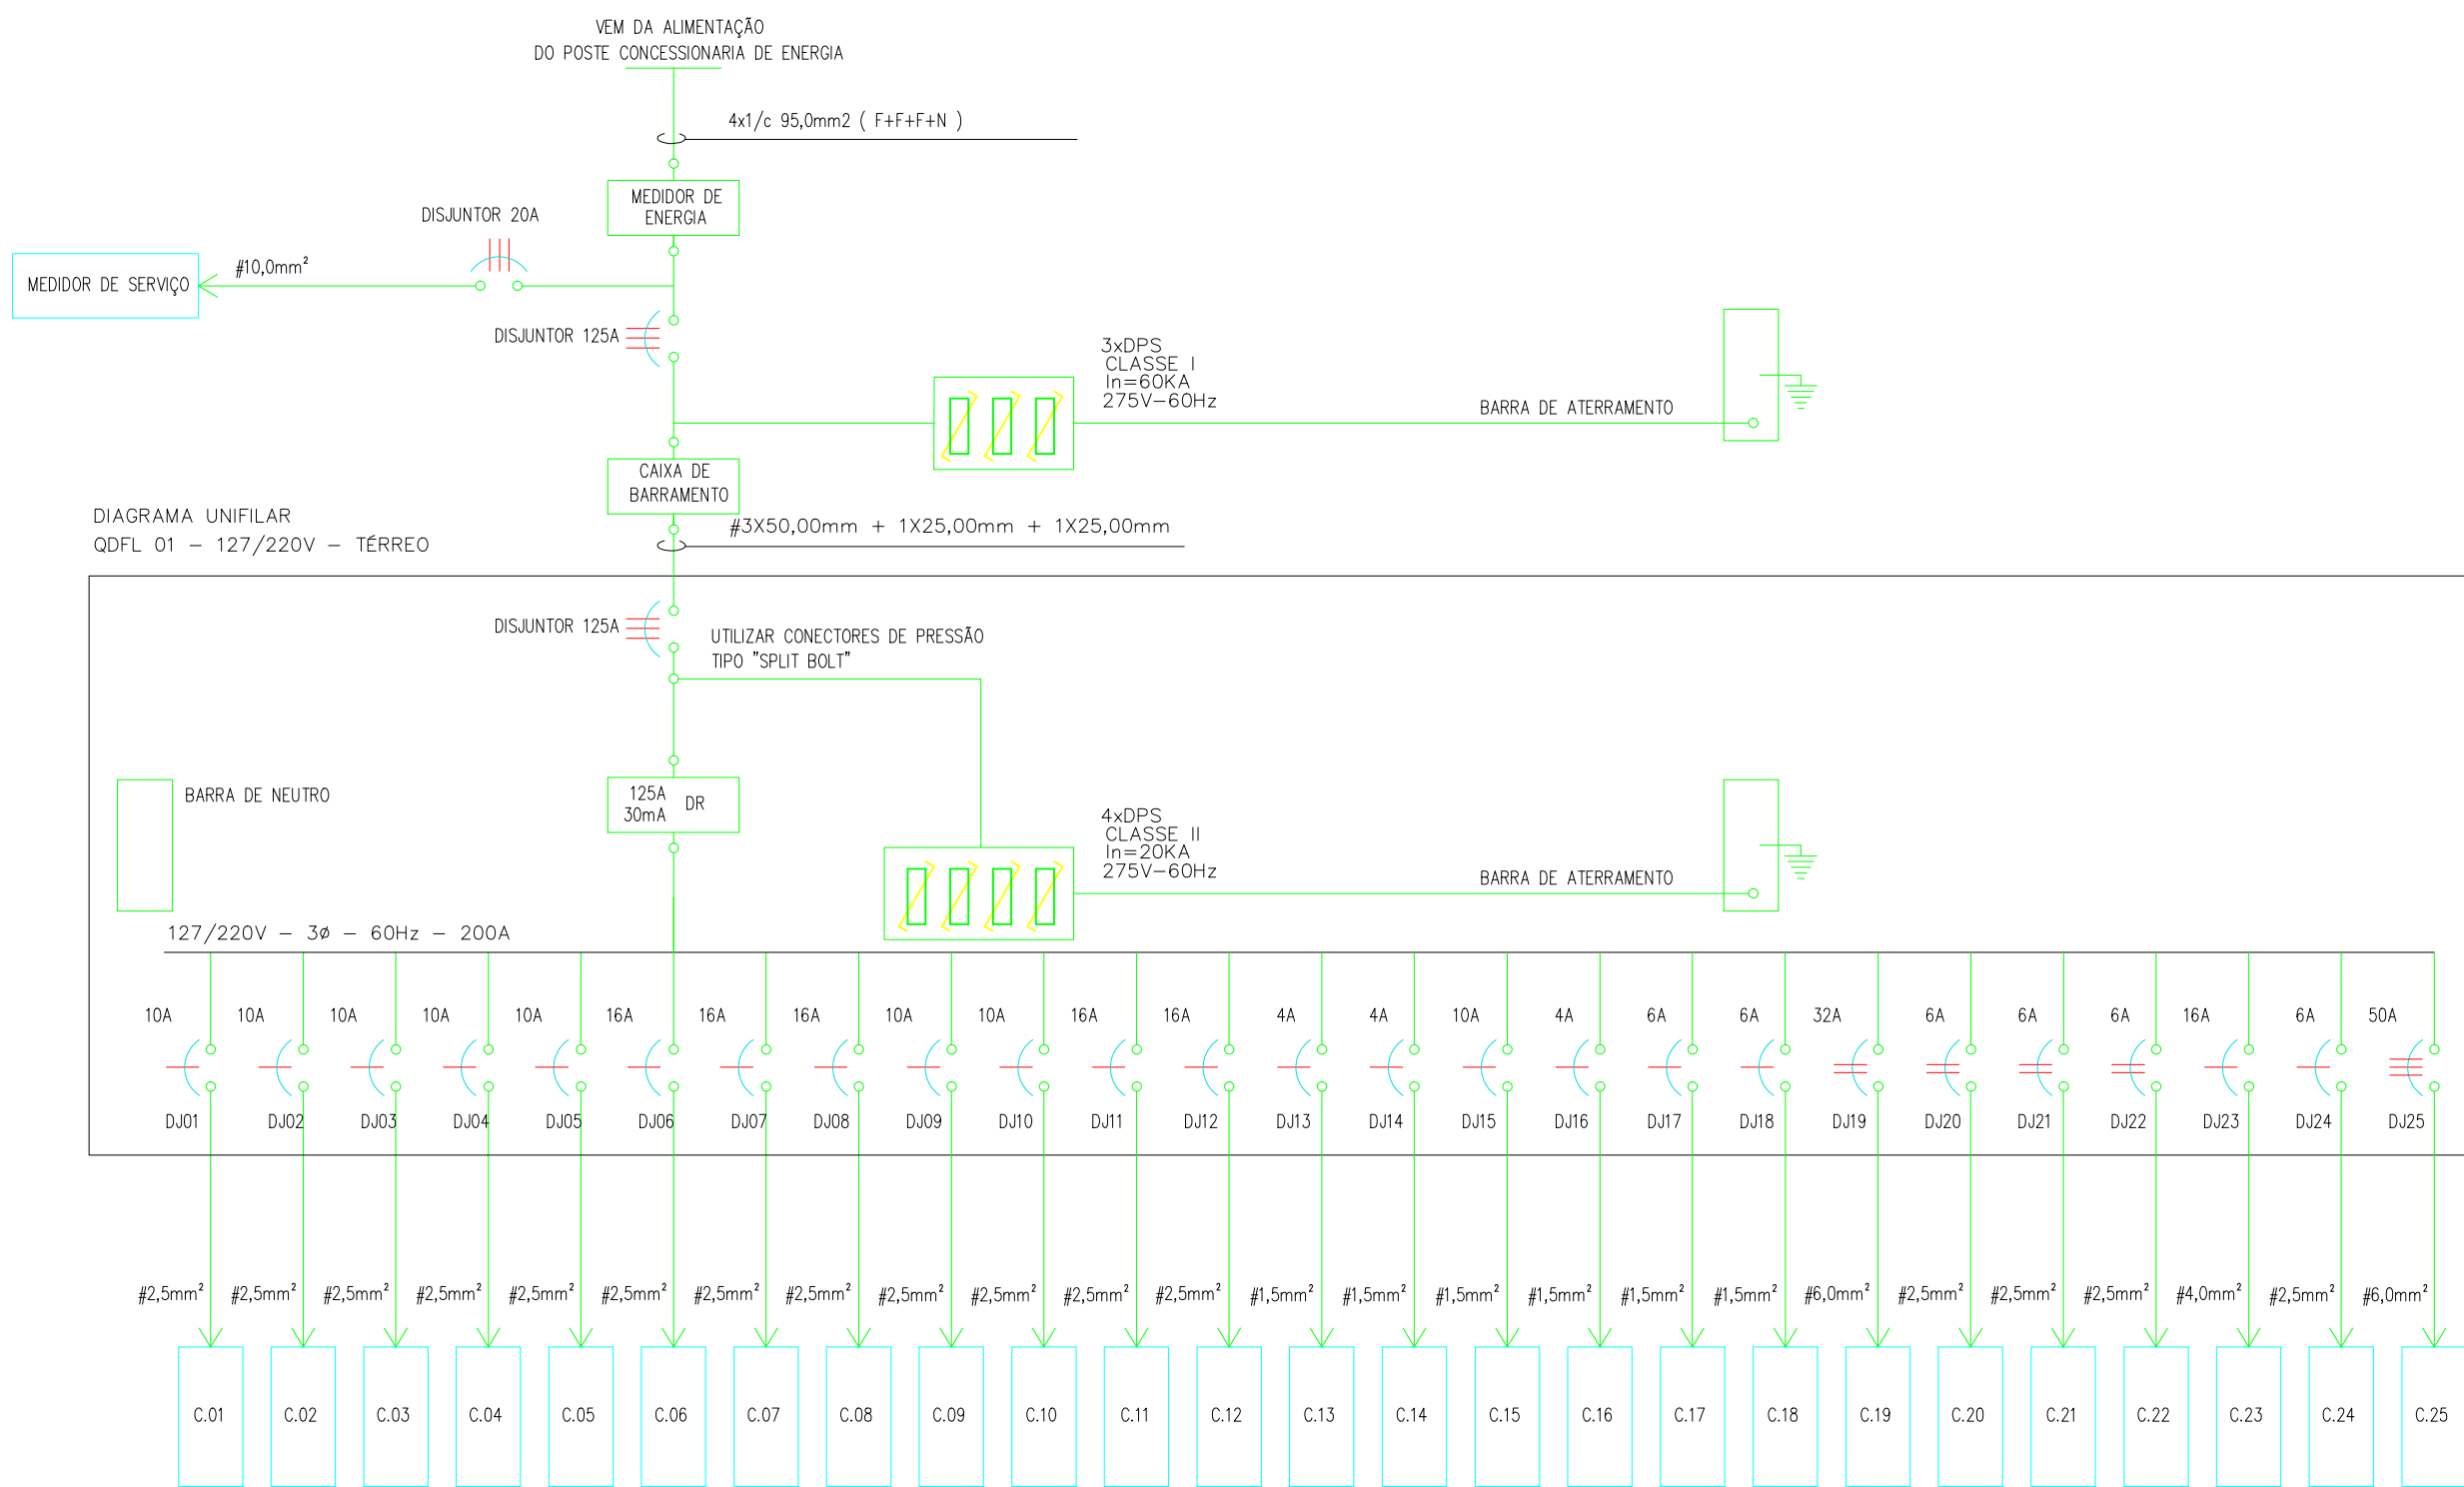 VEM DA ALIMENTAÇÃO
DO POSTE CONCESSIONARIA DE ENERGIA
4x1/c 95,0mm2 ( F+F+F+N )
MEDIDOR DE
ENERGIA
DISJUNTOR 20A
#10,0mm²
MEDIDOR DE SERVIÇO
DISJUNTOR 125A
3xDPS
CLASSE I
In=60KA
275V-60Hz
BARRA DE ATERRAMENTO
CAIXA DE
BARRAMENTO
DIAGRAMA UNIFILAR
QDFL 01 - 127/220V - TÉRREO
#3X50,00mm + 1X25,00mm + 1X25,00mm
DISJUNTOR 125A
UTILIZAR CONECTORES DE PRESSÃO
TIPO "SPLIT BOLT"
BARRA DE NEUTRO
125A
30mA
DR
4xDPS
CLASSE II
In=20KA
275V-60Hz
BARRA DE ATERRAMENTO
127/220V - 3ø - 60Hz - 200A
10A 10A 10A 10A 10A 16A 16A 16A 10A 10A 16A 16A 4A 4A 10A 4A 6A 6A 32A 6A 6A 6A 16A 6A 50A
DJ01 DJ02 DJ03 DJ04 DJ05 DJ06 DJ07 DJ08 DJ09 DJ10 DJ11 DJ12 DJ13 DJ14 DJ15 DJ16 DJ17 DJ18 DJ19 DJ20 DJ21 DJ22 DJ23 DJ24 DJ25
#2,5mm² #2,5mm² #2,5mm² #2,5mm² #2,5mm² #2,5mm² #2,5mm² #2,5mm² #2,5mm² #2,5mm² #2,5mm² #2,5mm² #1,5mm² #1,5mm² #1,5mm² #1,5mm² #1,5mm² #1,5mm² #6,0mm² #2,5mm² #2,5mm² #2,5mm² #4,0mm² #2,5mm² #6,0mm²
C.01 C.02 C.03 C.04 C.05 C.06 C.07 C.08 C.09 C.10 C.11 C.12 C.13 C.14 C.15 C.16 C.17 C.18 C.19 C.20 C.21 C.22 C.23 C.24 C.25